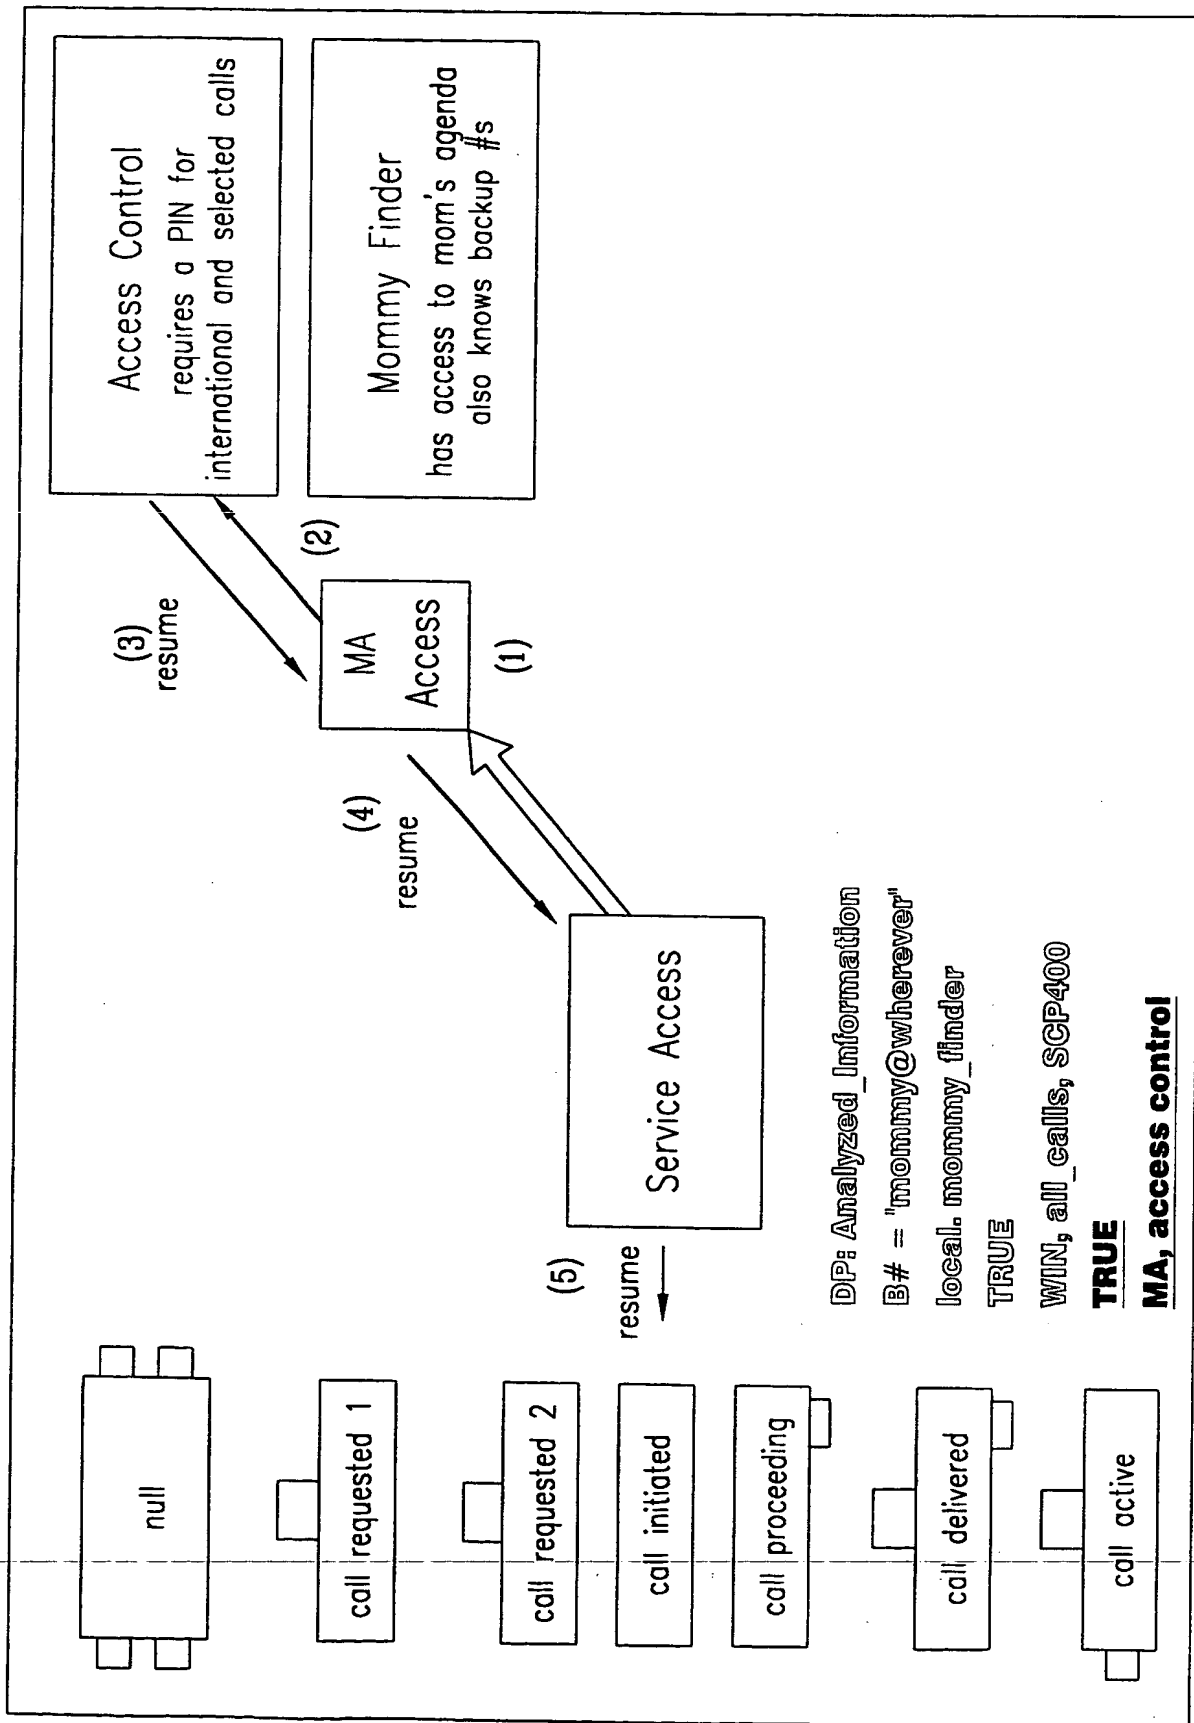 null
call requested 1
call requested 2
call initiated
call proceeding
call delivered
call active
(5)
resume
Service Access
(4)
resume
MA
Access
(1)
(3)
resume
(2)
Access Control
requires a PIN for
international and selected calls
Mommy Finder
has access to mom's agenda
also knows backup #s
DP: Analyzed_Information
B# = "mommy@wherever"
local. mommy_finder
TRUE
WIN, all_calls, SCP400
TRUE
MA, access control